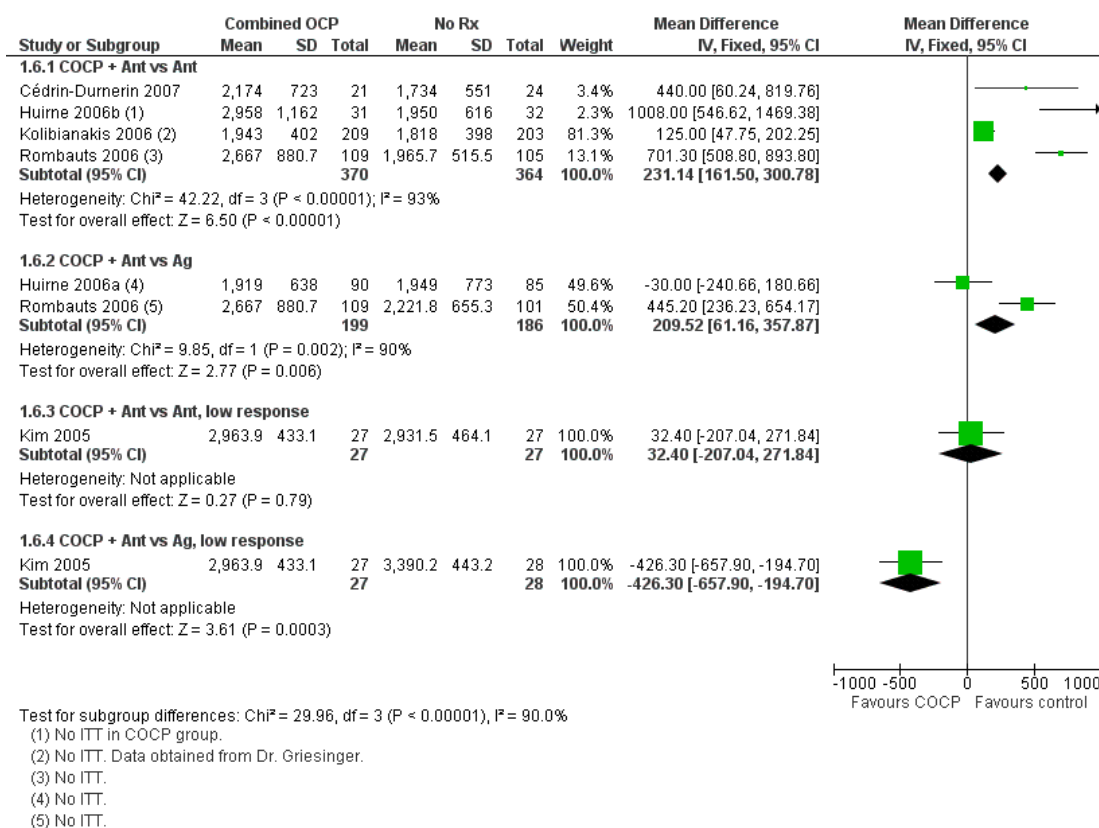 Combined OCP No Rx Mean Difference Mean Difference
Study or Subgroup Mean SD Total Mean SD Total Weight IV, Fixed, 95% CI IV, Fixed, 95% CI
1.6.1 COCP + Ant vs Ant
Cédrin-Durnerin 2007 2,174 723 21 1,734 551 24 3.4% 440.00 [60.24, 819.76]
Huirne 2006b (1) 2,958 1,162 31 1,950 616 32 2.3% 1008.00 [546.62, 1469.38]
Kolibianakis 2006 (2) 1,943 402 209 1,818 398 203 81.3% 125.00 [47.75, 202.25]
Rombauts 2006 (3) 2,667 880.7 109 1,965.7 515.5 105 13.1% 701.30 [508.80, 893.80]
Subtotal (95% CI) 370 364 100.0% 231.14 [161.50, 300.78]
Heterogeneity: Chi² = 42.22, df = 3 (P < 0.00001); I² = 93%
Test for overall effect: Z = 6.50 (P < 0.00001)
1.6.2 COCP + Ant vs Ag
Huirne 2006a (4) 1,919 638 90 1,949 773 85 49.6% -30.00 [-240.66, 180.66]
Rombauts 2006 (5) 2,667 880.7 109 2,221.8 655.3 101 50.4% 445.20 [236.23, 654.17]
Subtotal (95% CI) 199 186 100.0% 209.52 [61.16, 357.87]
Heterogeneity: Chi² = 9.85, df = 1 (P = 0.002); I² = 90%
Test for overall effect: Z = 2.77 (P = 0.006)
1.6.3 COCP + Ant vs Ant, low response
Kim 2005 2,963.9 433.1 27 2,931.5 464.1 27 100.0% 32.40 [-207.04, 271.84]
Subtotal (95% CI) 27 27 100.0% 32.40 [-207.04, 271.84]
Heterogeneity: Not applicable
Test for overall effect: Z = 0.27 (P = 0.79)
1.6.4 COCP + Ant vs Ag, low response
Kim 2005 2,963.9 433.1 27 3,390.2 443.2 28 100.0% -426.30 [-657.90, -194.70]
Subtotal (95% CI) 27 28 100.0% -426.30 [-657.90, -194.70]
Heterogeneity: Not applicable
Test for overall effect: Z = 3.61 (P = 0.0003)
-1000 -500 0 500 1000
Favours COCP Favours control
Test for subgroup differences: Chi² = 29.96, df = 3 (P < 0.00001), I² = 90.0%
(1) No ITT in COCP group.
(2) No ITT. Data obtained from Dr. Griesinger.
(3) No ITT.
(4) No ITT.
(5) No ITT.